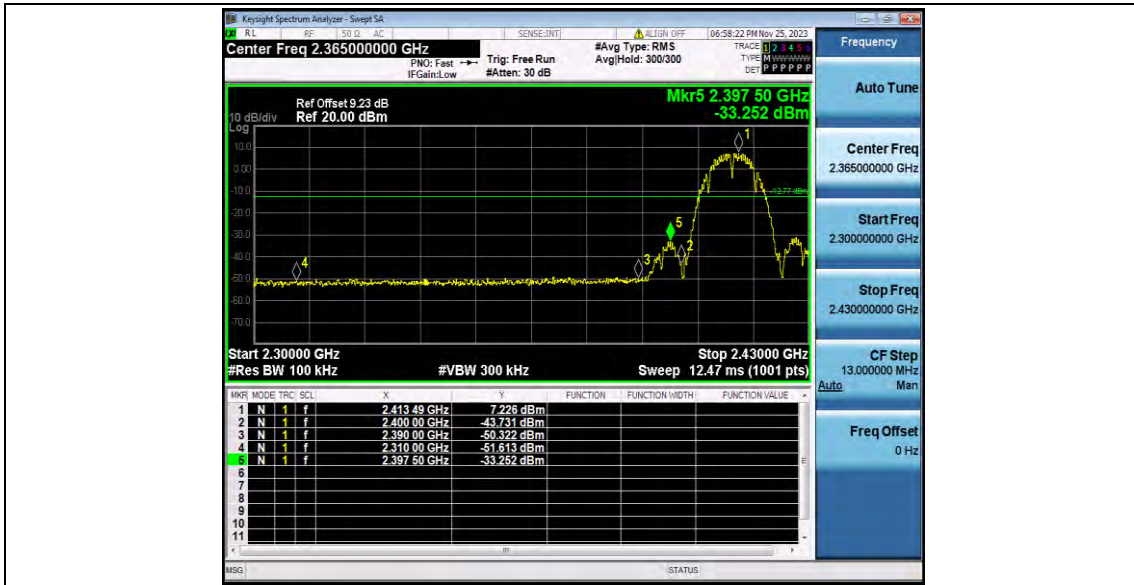 Keysight Spectrum Analyzer - Swept SA
RL RF 50 Ω AC SENSE:INT ALIGN OFF 06:58:22 PM Nov 25, 2023
Center Freq 2.365000000 GHz #Avg Type: RMS TRACE 1 2 3 4 5 6
PNO: Fast Trig: Free Run Avg|Hold: 300/300 TYPE M WWWWW
IFGain:Low #Atten: 30 dB DET P P P P P P
Mkr5 2.397 50 GHz
Ref Offset 9.23 dB
10 dB/div Ref 20.00 dBm -33.252 dBm
Log
10.0
0.00
-10.0
-20.0
-30.0
-40.0
-50.0
-60.0
-70.0
1
-12.77 dBm
5
2
3
4
Start 2.30000 GHz Stop 2.43000 GHz
#Res BW 100 kHz #VBW 300 kHz Sweep 12.47 ms (1001 pts)
MKR MODE TRC SCL X Y FUNCTION FUNCTION WIDTH FUNCTION VALUE
1 N 1 f 2.413 49 GHz 7.226 dBm
2 N 1 f 2.400 00 GHz -43.731 dBm
3 N 1 f 2.390 00 GHz -50.322 dBm
4 N 1 f 2.310 00 GHz -51.613 dBm
5 N 1 f 2.397 50 GHz -33.252 dBm
6
7
8
9
10
11
MSG STATUS
Frequency
Auto Tune
Center Freq
2.365000000 GHz
Start Freq
2.300000000 GHz
Stop Freq
2.430000000 GHz
CF Step
13.000000 MHz
Auto Man
Freq Offset
0 Hz